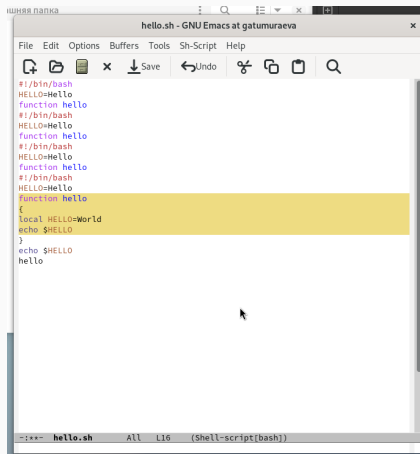 ашняя папка
hello.sh - GNU Emacs at gatumuraeva
File Edit Options Buffers Tools Sh-Script Help
Save Undo
#!/bin/bash
HELLO=Hello
function hello
#!/bin/bash
HELLO=Hello
function hello
#!/bin/bash
HELLO=Hello
function hello
#!/bin/bash
HELLO=Hello
function hello
{
local HELLO=World
echo $HELLO
}
echo $HELLO
hello
-:**- hello.sh All L16 (Shell-script[bash])